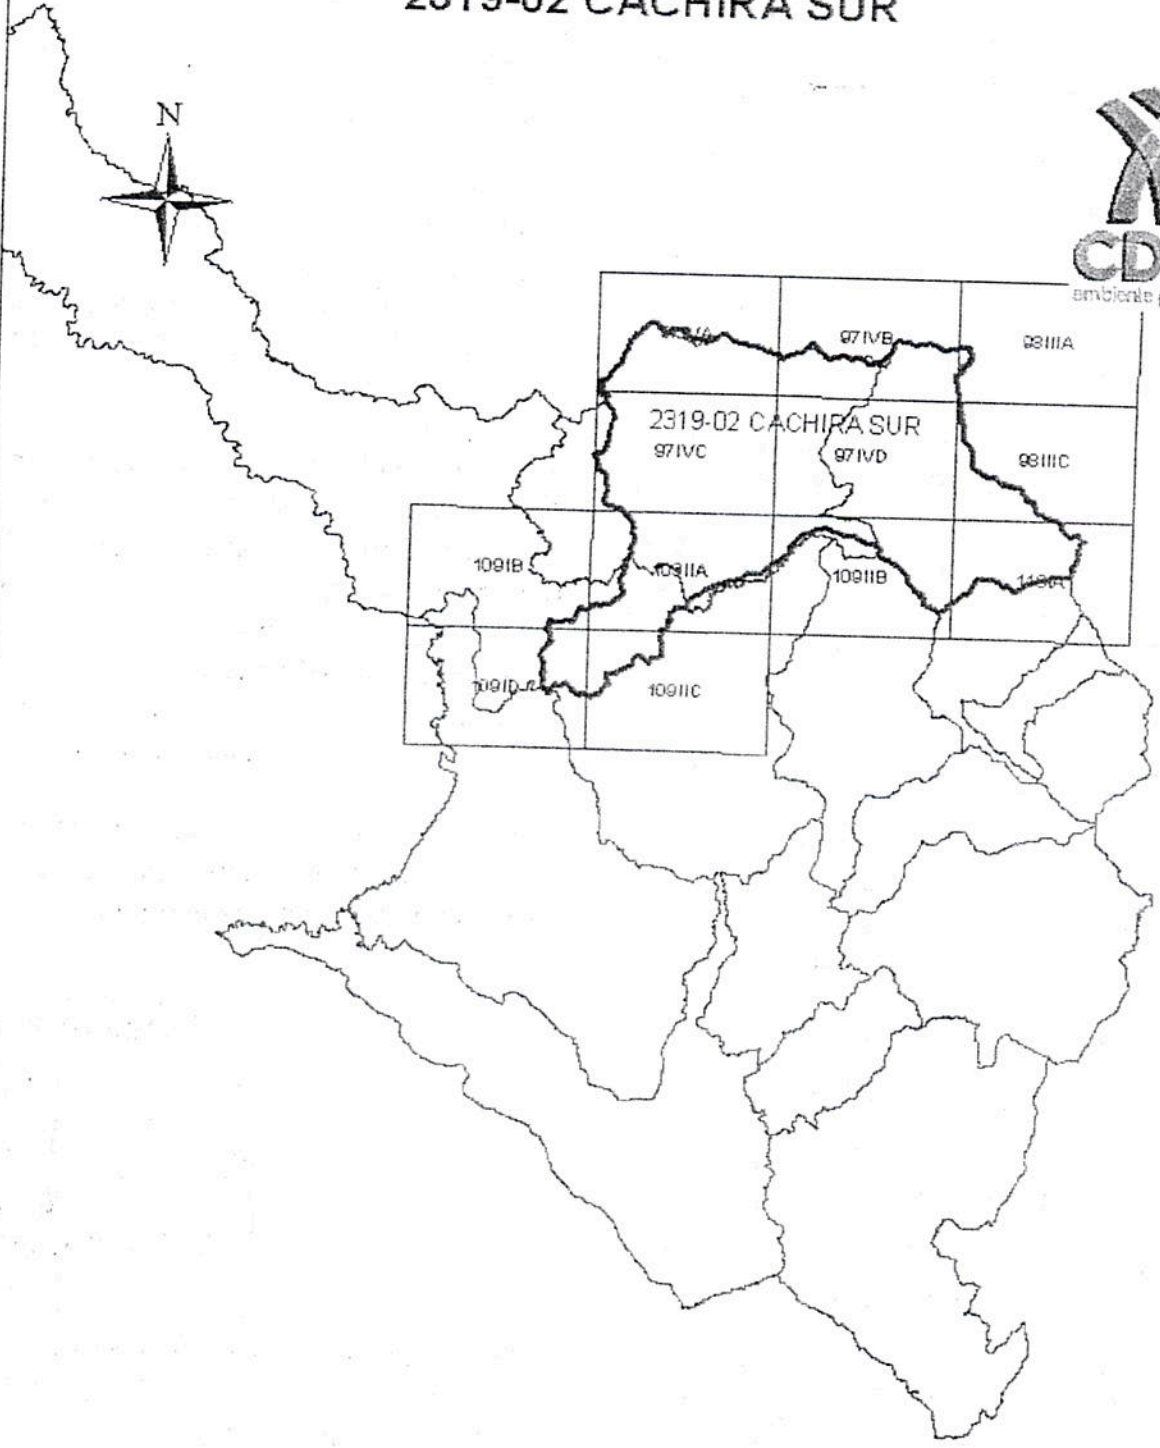 2319-02 CACHIRA SUR
N
CD
ambiente
97IVB
98IIIA
2319-02 CACHIRA SUR
97IVC
97IVD
98IIIC
109IB
109IIA
109IIB
109ID
109IIC